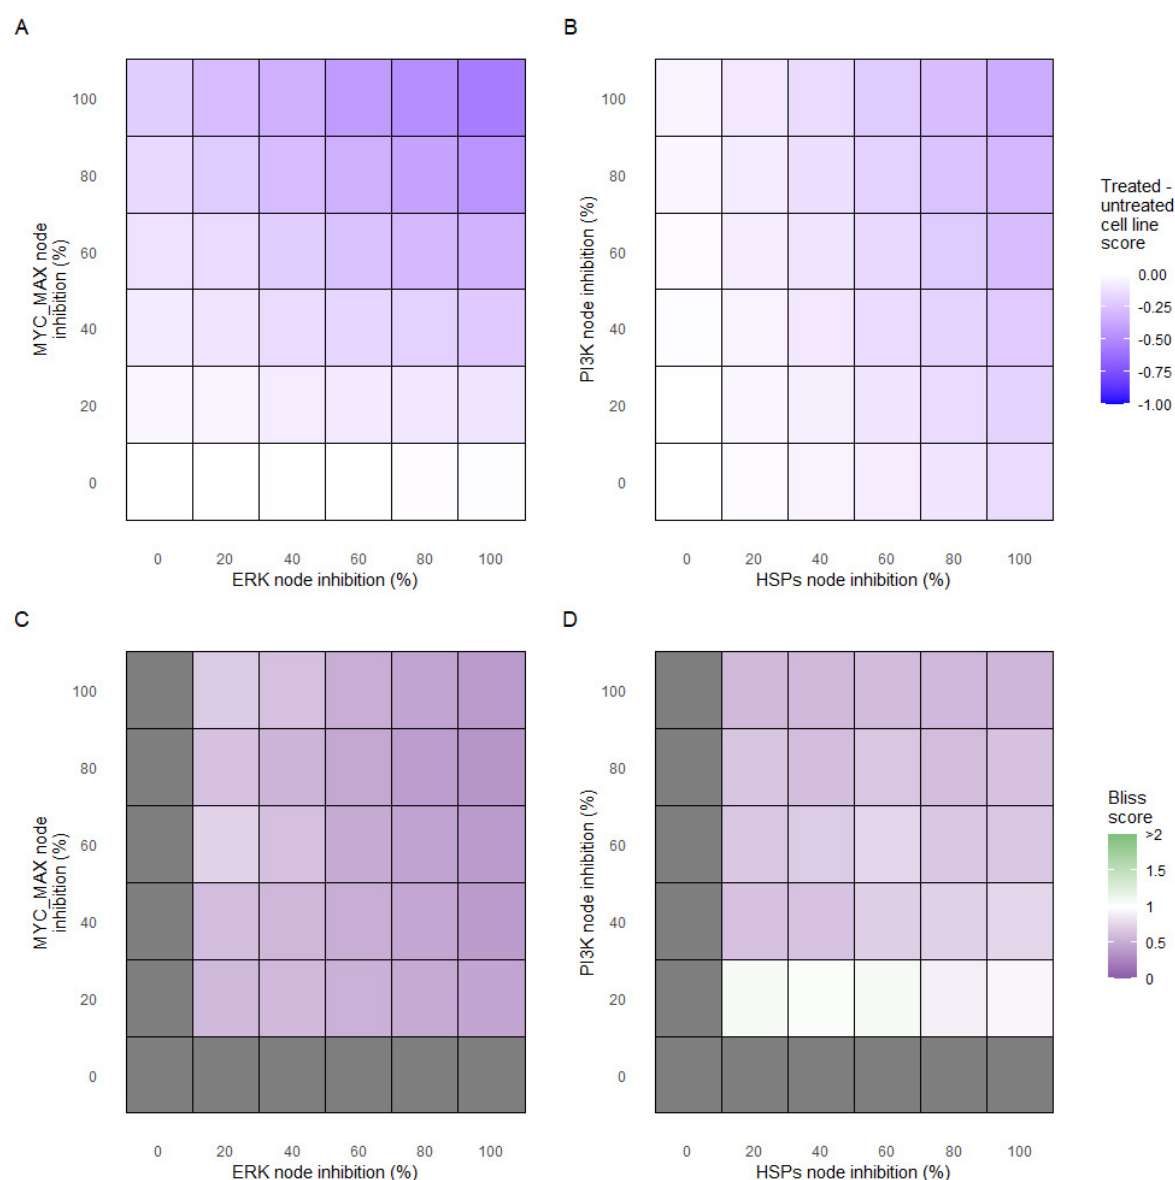 A
B
MYC_MAX node
inhibition (%)
100
80
60
40
20
0
0 20 40 60 80 100
ERK node inhibition (%)
PI3K node inhibition (%)
100
80
60
40
20
0
0 20 40 60 80 100
HSPs node inhibition (%)
Treated -
untreated
cell line
score
0.00
-0.25
-0.50
-0.75
-1.00
C
D
MYC_MAX node
inhibition (%)
100
80
60
40
20
0
0 20 40 60 80 100
ERK node inhibition (%)
PI3K node inhibition (%)
100
80
60
40
20
0
0 20 40 60 80 100
HSPs node inhibition (%)
Bliss
score
>2
1.5
1
0.5
0